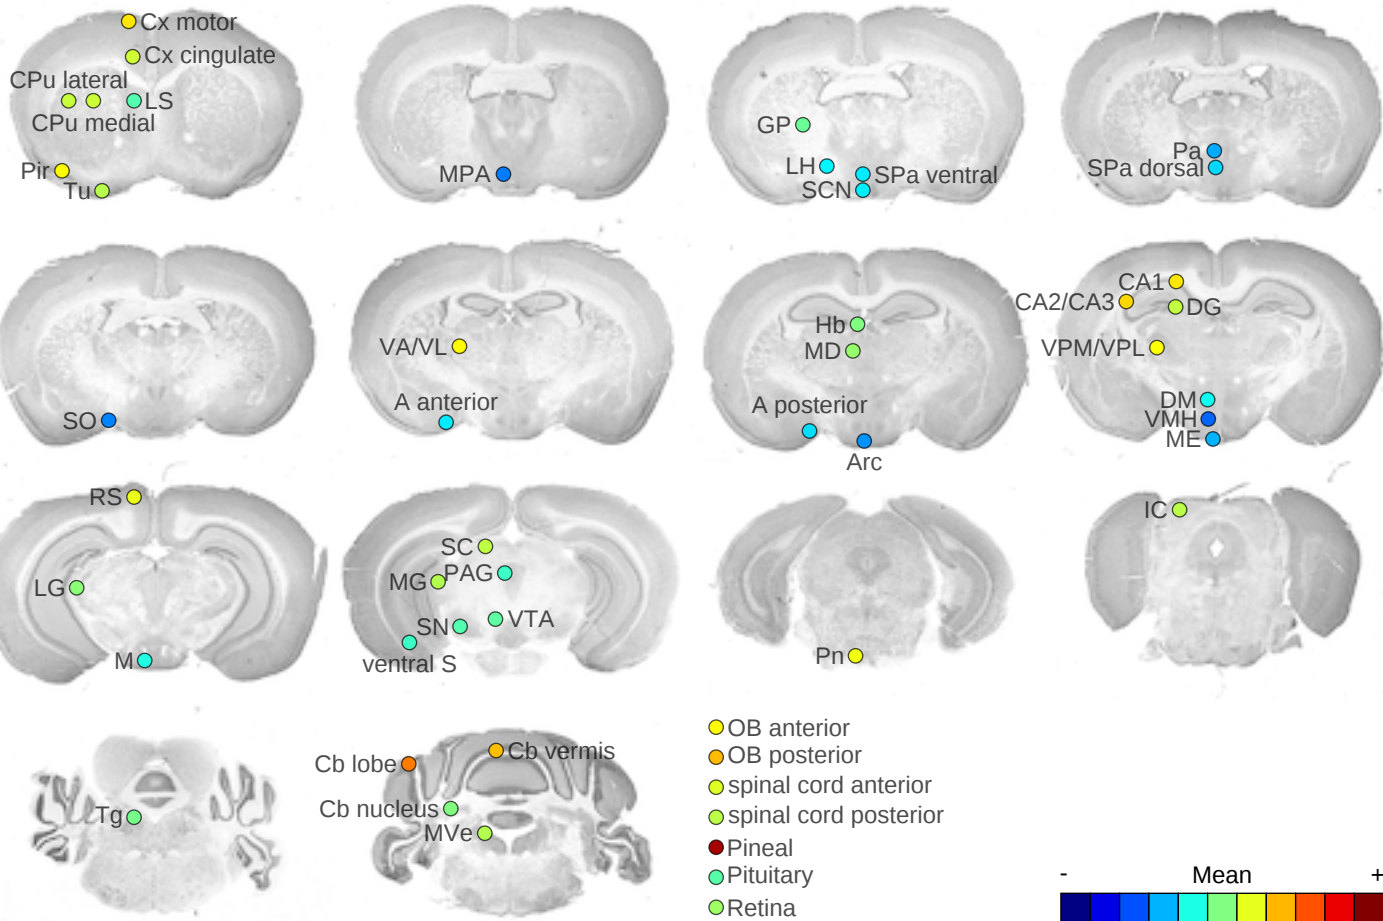 Cx motor
Cx cingulate
CPu lateral
LS
CPu medial
Pir
Tu
MPA
GP
LH
SPa ventral
SCN
Pa
SPa dorsal
SO
VA/VL
A anterior
Hb
MD
A posterior
Arc
CA1
CA2/CA3
DG
VPM/VPL
DM
VMH
ME
RS
LG
M
SC
PAG
MG
VTA
SN
ventral S
Pn
IC
Tg
Cb lobe
Cb vermis
Cb nucleus
MVe
OB anterior
OB posterior
spinal cord anterior
spinal cord posterior
Pineal
Pituitary
Retina
- Mean +